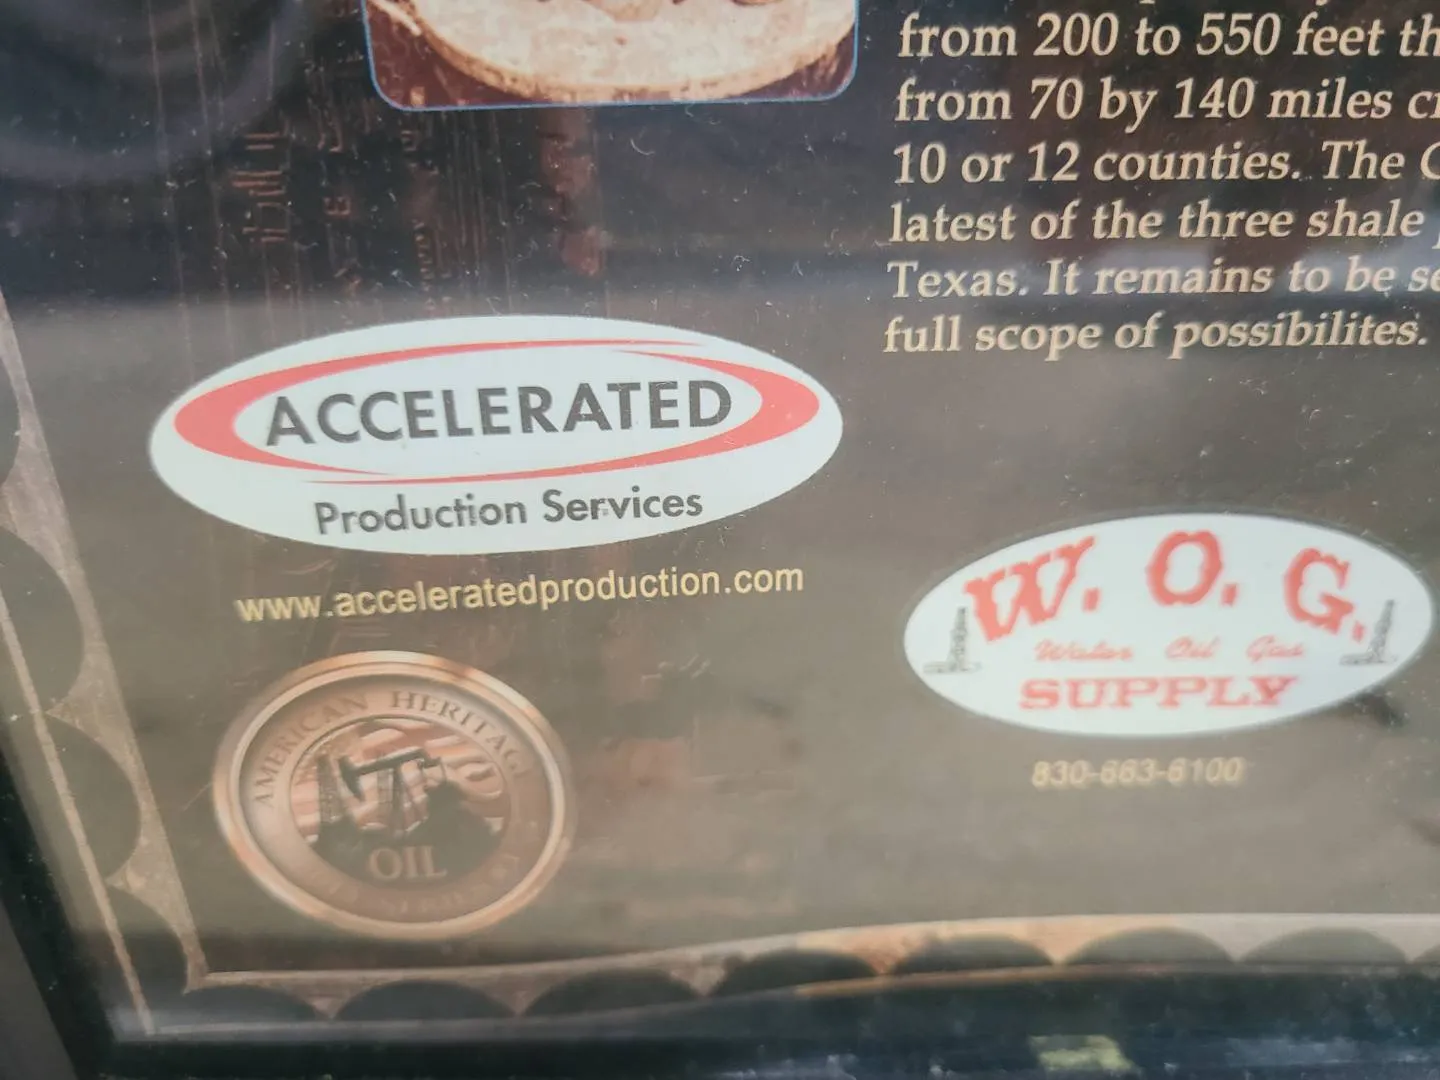 from 200 to 550 feet th
from 70 by 140 miles cr
10 or 12 counties. The
latest of the three shale
Texas. It remains to be se
full scope of possibilites.
ACCELERATED
Production Services
www.acceleratedproduction.com
W. O. G.
Water Oil Gas
SUPPLY
830-663-6100
AMERICAN HERITAGE
OIL